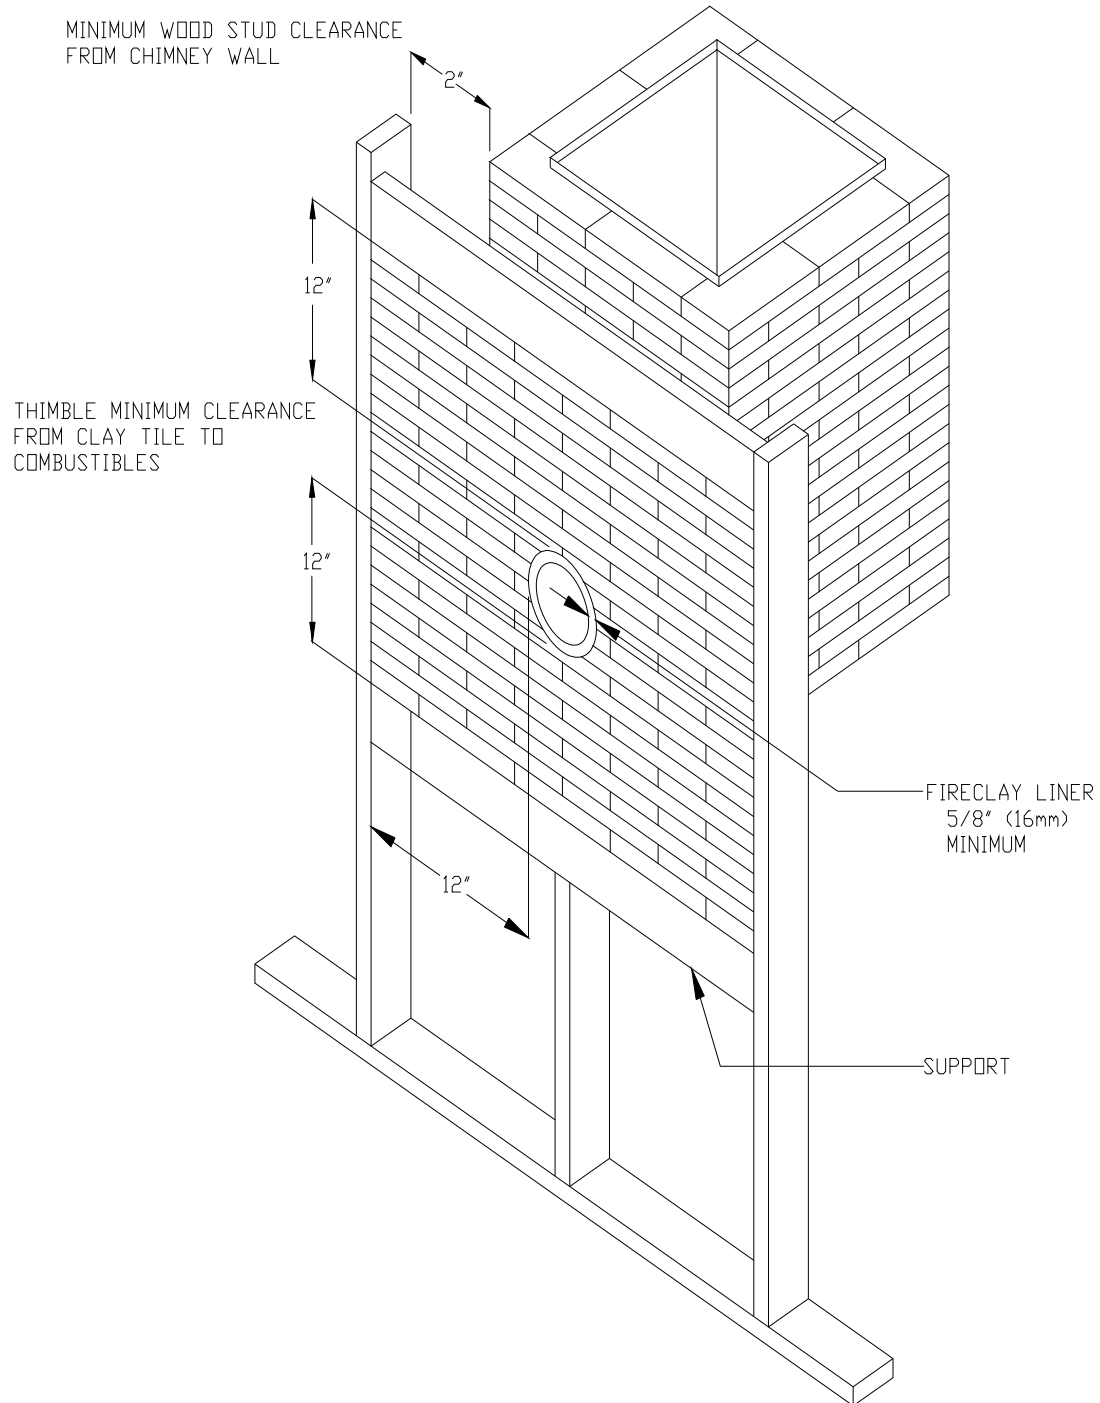 MINIMUM WOOD STUD CLEARANCE
FROM CHIMNEY WALL
2"
12"
THIMBLE MINIMUM CLEARANCE
FROM CLAY TILE TO
COMBUSTIBLES
12"
FIRECLAY LINER
5/8" (16mm)
MINIMUM
12"
SUPPORT